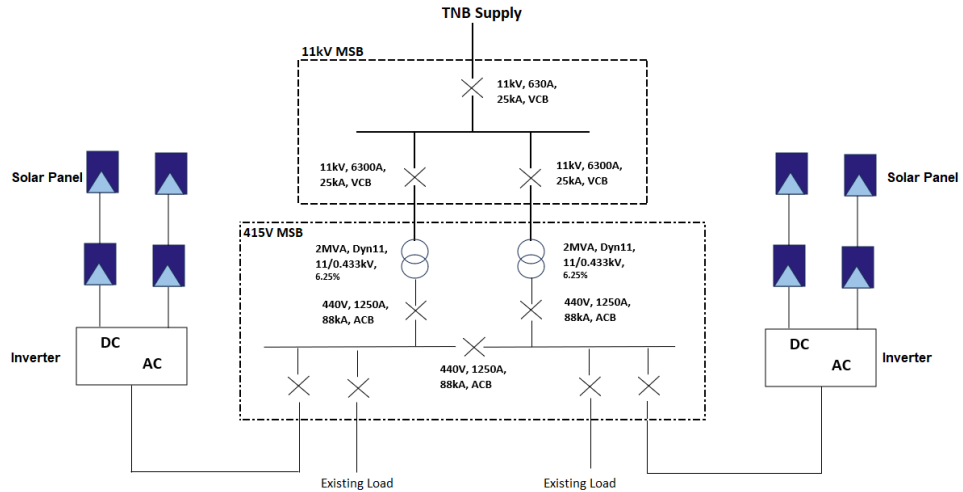 TNB Supply
11kV MSB
11kV, 630A,
25kA, VCB
11kV, 6300A,
25kA, VCB
11kV, 6300A,
25kA, VCB
Solar Panel
Solar Panel
415V MSB
2MVA, Dyn11,
11/0.433kV,
6.25%
2MVA, Dyn11,
11/0.433kV,
6.25%
440V, 1250A,
88kA, ACB
440V, 1250A,
88kA, ACB
Inverter
DC
AC
440V, 1250A,
88kA, ACB
DC
AC
Inverter
Existing Load
Existing Load